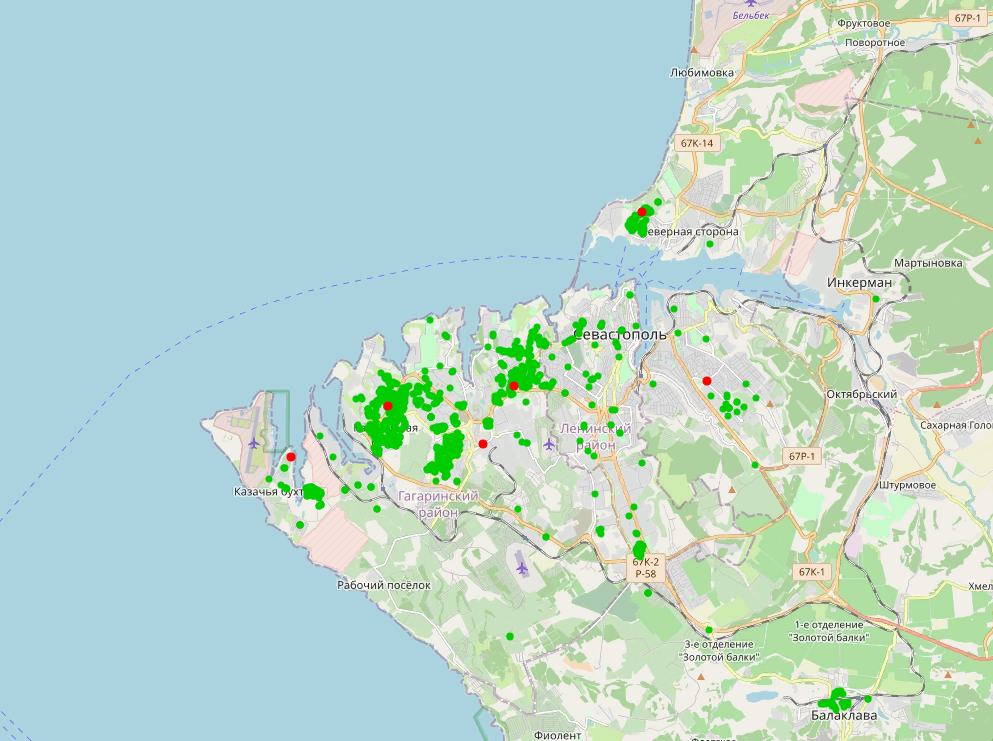 Бельбек
67Р-1
Фруктовое
Поворотное
Любимовка
67К-14
Северная сторона
Мартыновка
Инкерман
Севастополь
Октябрьский
Сахарная Голо
Ленинский
район
67Р-1
Штурмовое
Казачья бухт
Гагаринский
район
67К-2
Р-58
67К-1
Рабочий посёлок
Хмел
1-е отделение
"Золотой балки"
3-е отделение
"Золотой балки"
Балаклава
Фиолент